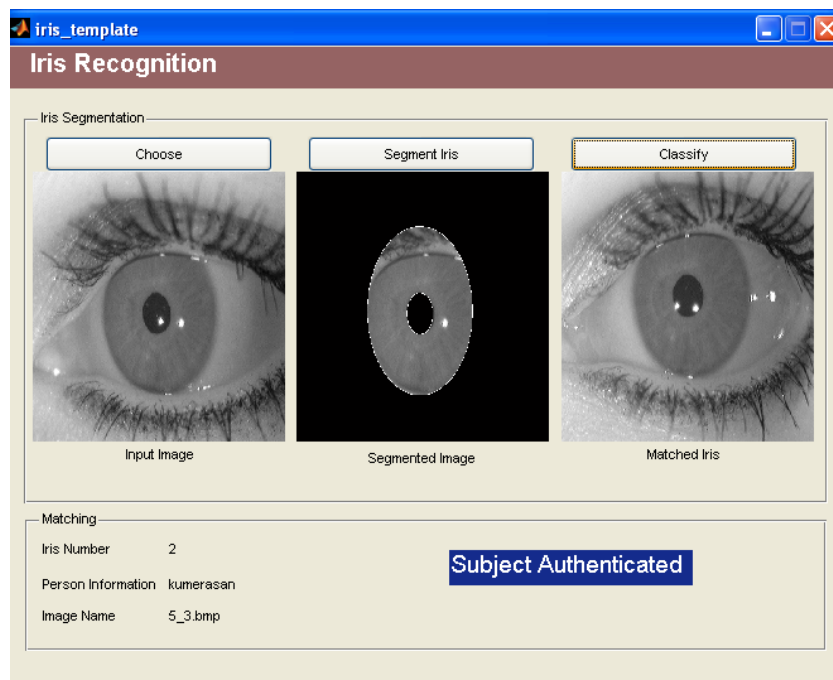 iris_template
Iris Recognition
Iris Segmentation
Choose
Segment Iris
Classify
Input Image
Segmented Image
Matched Iris
Matching
Iris Number 2
Person Information kumerasan
Image Name 5_3.bmp
Subject Authenticated